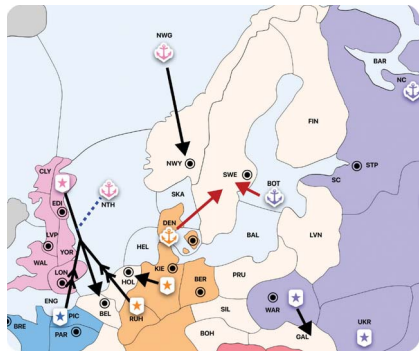 NWG
BAR
NC
FIN
NWY
SWE
STP
BOT
SC
CLY
SKA
NTH
EDI
DEN
LVP
YOR
HEL
BAL
LVN
WAL
KIE
LON
HOL
BER
PRU
ENG
PIC
BEL
RUH
SIL
WAR
BRE
PAR
BOH
GAL
UKR